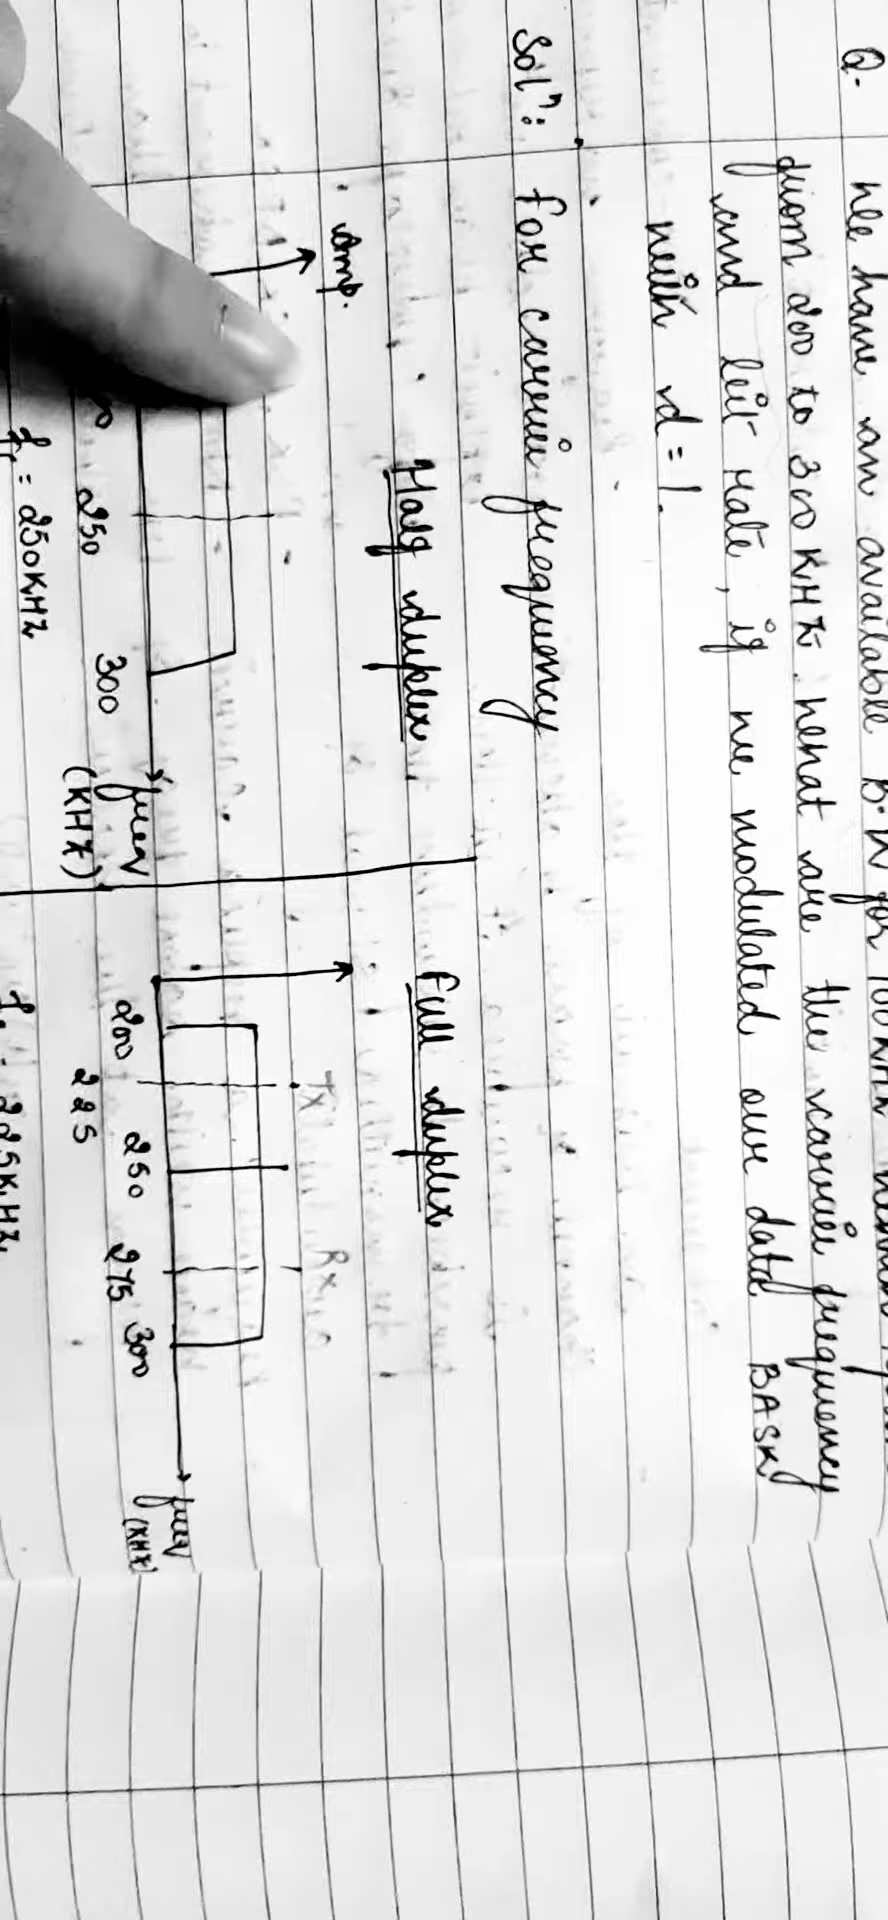 Q. We have an available B.W for 100 KHz which
from 200 to 300 KHz. What are the carrier frequency
and bit rate, if we modulated our data BASK
with d = 1.
Solⁿ: For carrier frequency
Half duplex
Full duplex
Amp.
Tx
Rx
250
300
freq
(KHz)
200
225
250
275
300
freq
(KHz)
fc = 250KHz
225KHz